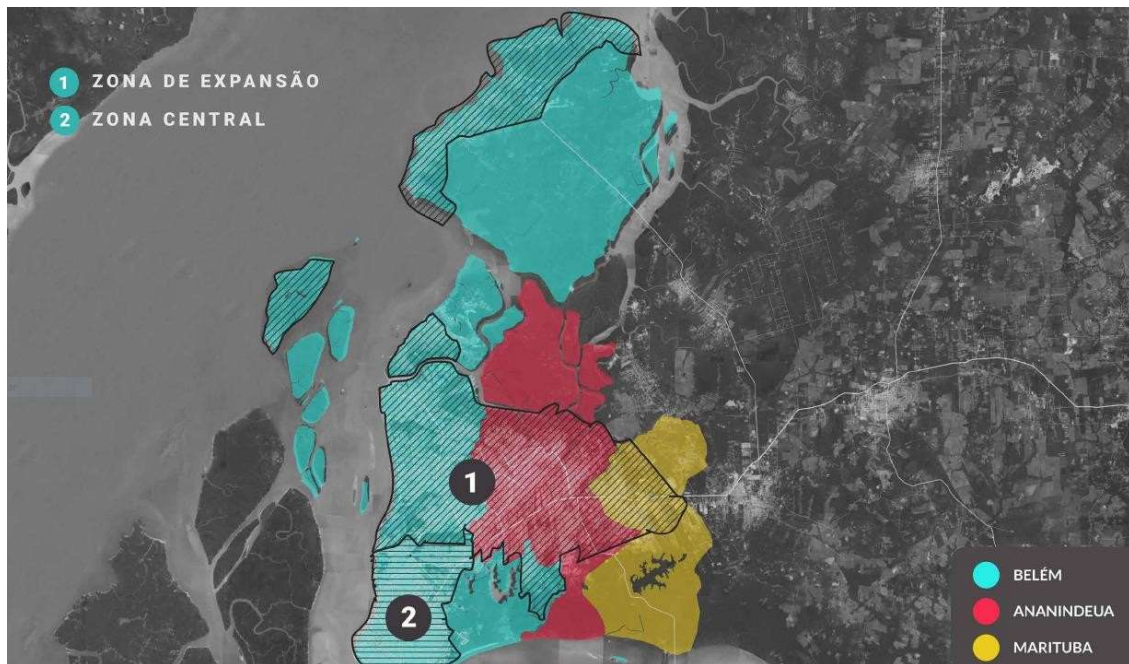 1 ZONA DE EXPANSÃO
2 ZONA CENTRAL
1
2
BELÉM
ANANINDEUA
MARITUBA